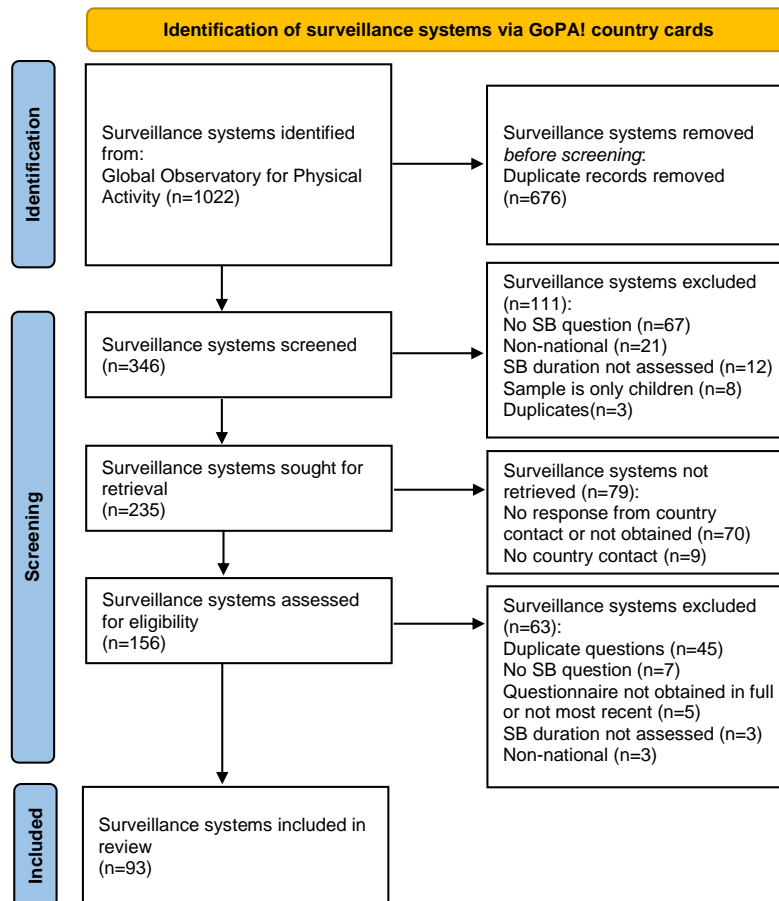 Identification of surveillance systems via GoPA! country cards
Identification
Surveillance systems identified
from:
Global Observatory for Physical
Activity (n=1022)
Surveillance systems removed
before screening:
Duplicate records removed
(n=676)
Screening
Surveillance systems screened
(n=346)
Surveillance systems excluded
(n=111):
No SB question (n=67)
Non-national (n=21)
SB duration not assessed (n=12)
Sample is only children (n=8)
Duplicates(n=3)
Surveillance systems sought for
retrieval
(n=235)
Surveillance systems not
retrieved (n=79):
No response from country
contact or not obtained (n=70)
No country contact (n=9)
Surveillance systems assessed
for eligibility
(n=156)
Surveillance systems excluded
(n=63):
Duplicate questions (n=45)
No SB question (n=7)
Questionnaire not obtained in full
or not most recent (n=5)
SB duration not assessed (n=3)
Non-national (n=3)
Included
Surveillance systems included in
review
(n=93)